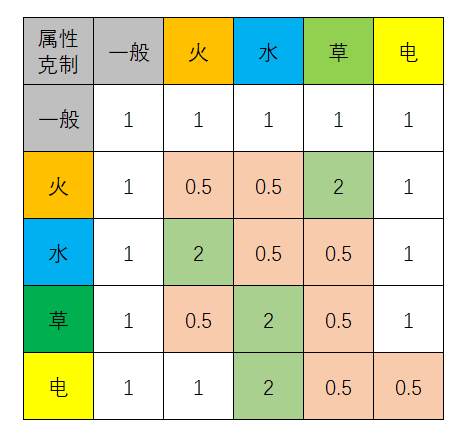 属性
克制 一般 火 水 草 电
一般 1 1 1 1 1
火 1 0.5 0.5 2 1
水 1 2 0.5 0.5 1
草 1 0.5 2 0.5 1
电 1 1 2 0.5 0.5